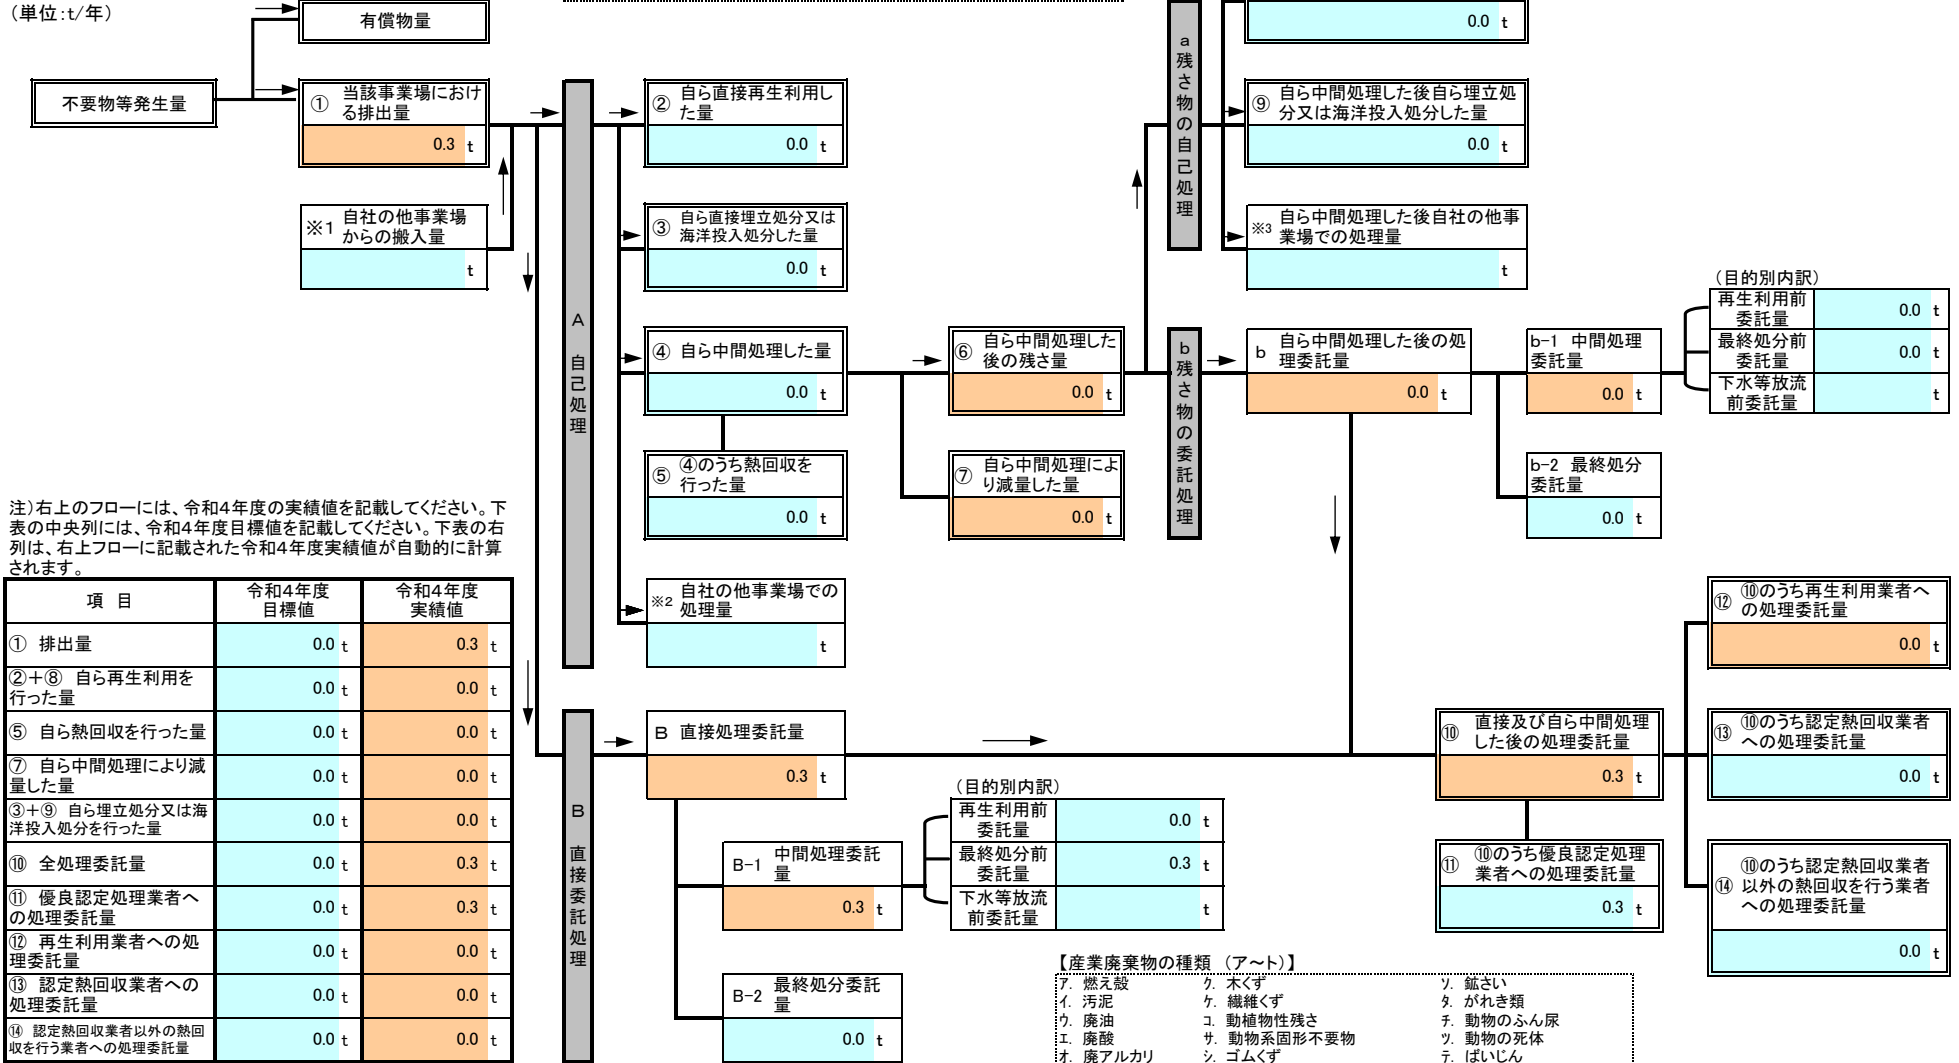 （単位：t/年）
有償物量
不要物等発生量
① 当該事業場におけ
る排出量
0.3 t
※1 自社の他事業場
からの搬入量
t
A 自己処理
② 自ら直接再生利用し
た量
0.0 t
③ 自ら直接埋立処分又は
海洋投入処分した量
0.0 t
④ 自ら中間処理した量
0.0 t
⑤ ④のうち熱回収を
行った量
0.0 t
※2 自社の他事業場での
処理量
t
⑥ 自ら中間処理した
後の残さ量
0.0 t
⑦ 自ら中間処理によ
り減量した量
0.0 t
a 残さ物の自己処理
0.0 t
⑨ 自ら中間処理した後自ら埋立処
分又は海洋投入処分した量
0.0 t
※3 自ら中間処理した後自社の他事
業場での処理量
t
b 残さ物の委託処理
b 自ら中間処理した後の処
理委託量
0.0 t
b-1 中間処理
委託量
0.0 t
b-2 最終処分
委託量
0.0 t
（目的別内訳）
再生利用前
委託量 0.0 t
最終処分前
委託量 0.0 t
下水等放流
前委託量 t
注）右上のフローには、令和４年度の実績値を記載してください。下
表の中央列には、令和４年度目標値を記載してください。下表の右
列は、右上フローに記載された令和４年度実績値が自動的に計算
されます。
項 目 令和４年度
目標値 令和４年度
実績値
① 排出量 0.0 t 0.3 t
②＋⑧ 自ら再生利用を
行った量 0.0 t 0.0 t
⑤ 自ら熱回収を行った量 0.0 t 0.0 t
⑦ 自ら中間処理により減
量した量 0.0 t 0.0 t
③＋⑨ 自ら埋立処分又は海
洋投入処分を行った量 0.0 t 0.0 t
⑩ 全処理委託量 0.0 t 0.3 t
⑪ 優良認定処理業者へ
の処理委託量 0.0 t 0.3 t
⑫ 再生利用業者への処
理委託量 0.0 t 0.0 t
⑬ 認定熱回収業者への
処理委託量 0.0 t 0.0 t
⑭ 認定熱回収業者以外の熱回
収を行う業者への処理委託量 0.0 t 0.0 t
B 直接委託処理
B 直接処理委託量
0.3 t
B-1 中間処理委託
量
0.3 t
B-2 最終処分委託
量
0.0 t
（目的別内訳）
再生利用前
委託量 0.0 t
最終処分前
委託量 0.3 t
下水等放流
前委託量 t
⑩ 直接及び自ら中間処理
した後の処理委託量
0.3 t
⑪ ⑩のうち優良認定処理
業者への処理委託量
0.3 t
⑫ ⑩のうち再生利用業者へ
の処理委託量
0.0 t
⑬ ⑩のうち認定熱回収業者
への処理委託量
0.0 t
⑭ ⑩のうち認定熱回収業者
以外の熱回収を行う業者
への処理委託量
0.0 t
【産業廃棄物の種類 （ア～ト）】
ア. 燃え殻 ク. 木くず ソ. 鉱さい
イ. 汚泥 ケ. 繊維くず タ. がれき類
ウ. 廃油 コ. 動植物性残さ チ. 動物のふん尿
エ. 廃酸 サ. 動物系固形不要物 ツ. 動物の死体
オ. 廃アルカリ シ. ゴムくず テ. ばいじん